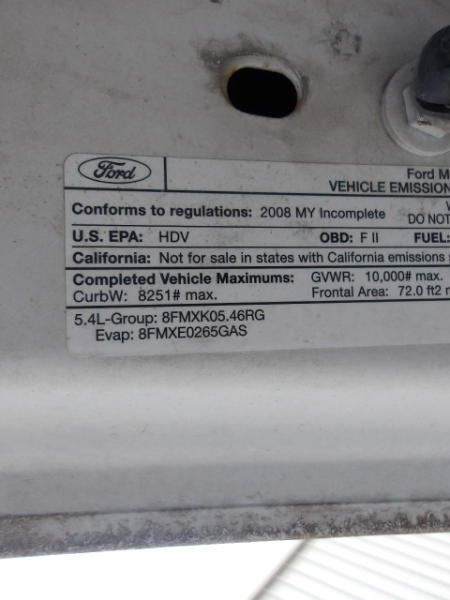 Ford
Ford M
VEHICLE EMISSION
Conforms to regulations: 2008 MY Incomplete
DO NOT
U.S. EPA: HDV OBD: F II FUEL:
California: Not for sale in states with California emissions
Completed Vehicle Maximums: GVWR: 10,000# max.
CurbW: 8251# max. Frontal Area: 72.0 ft2
5.4L-Group: 8FMXK05.46RG
Evap: 8FMXE0265GAS